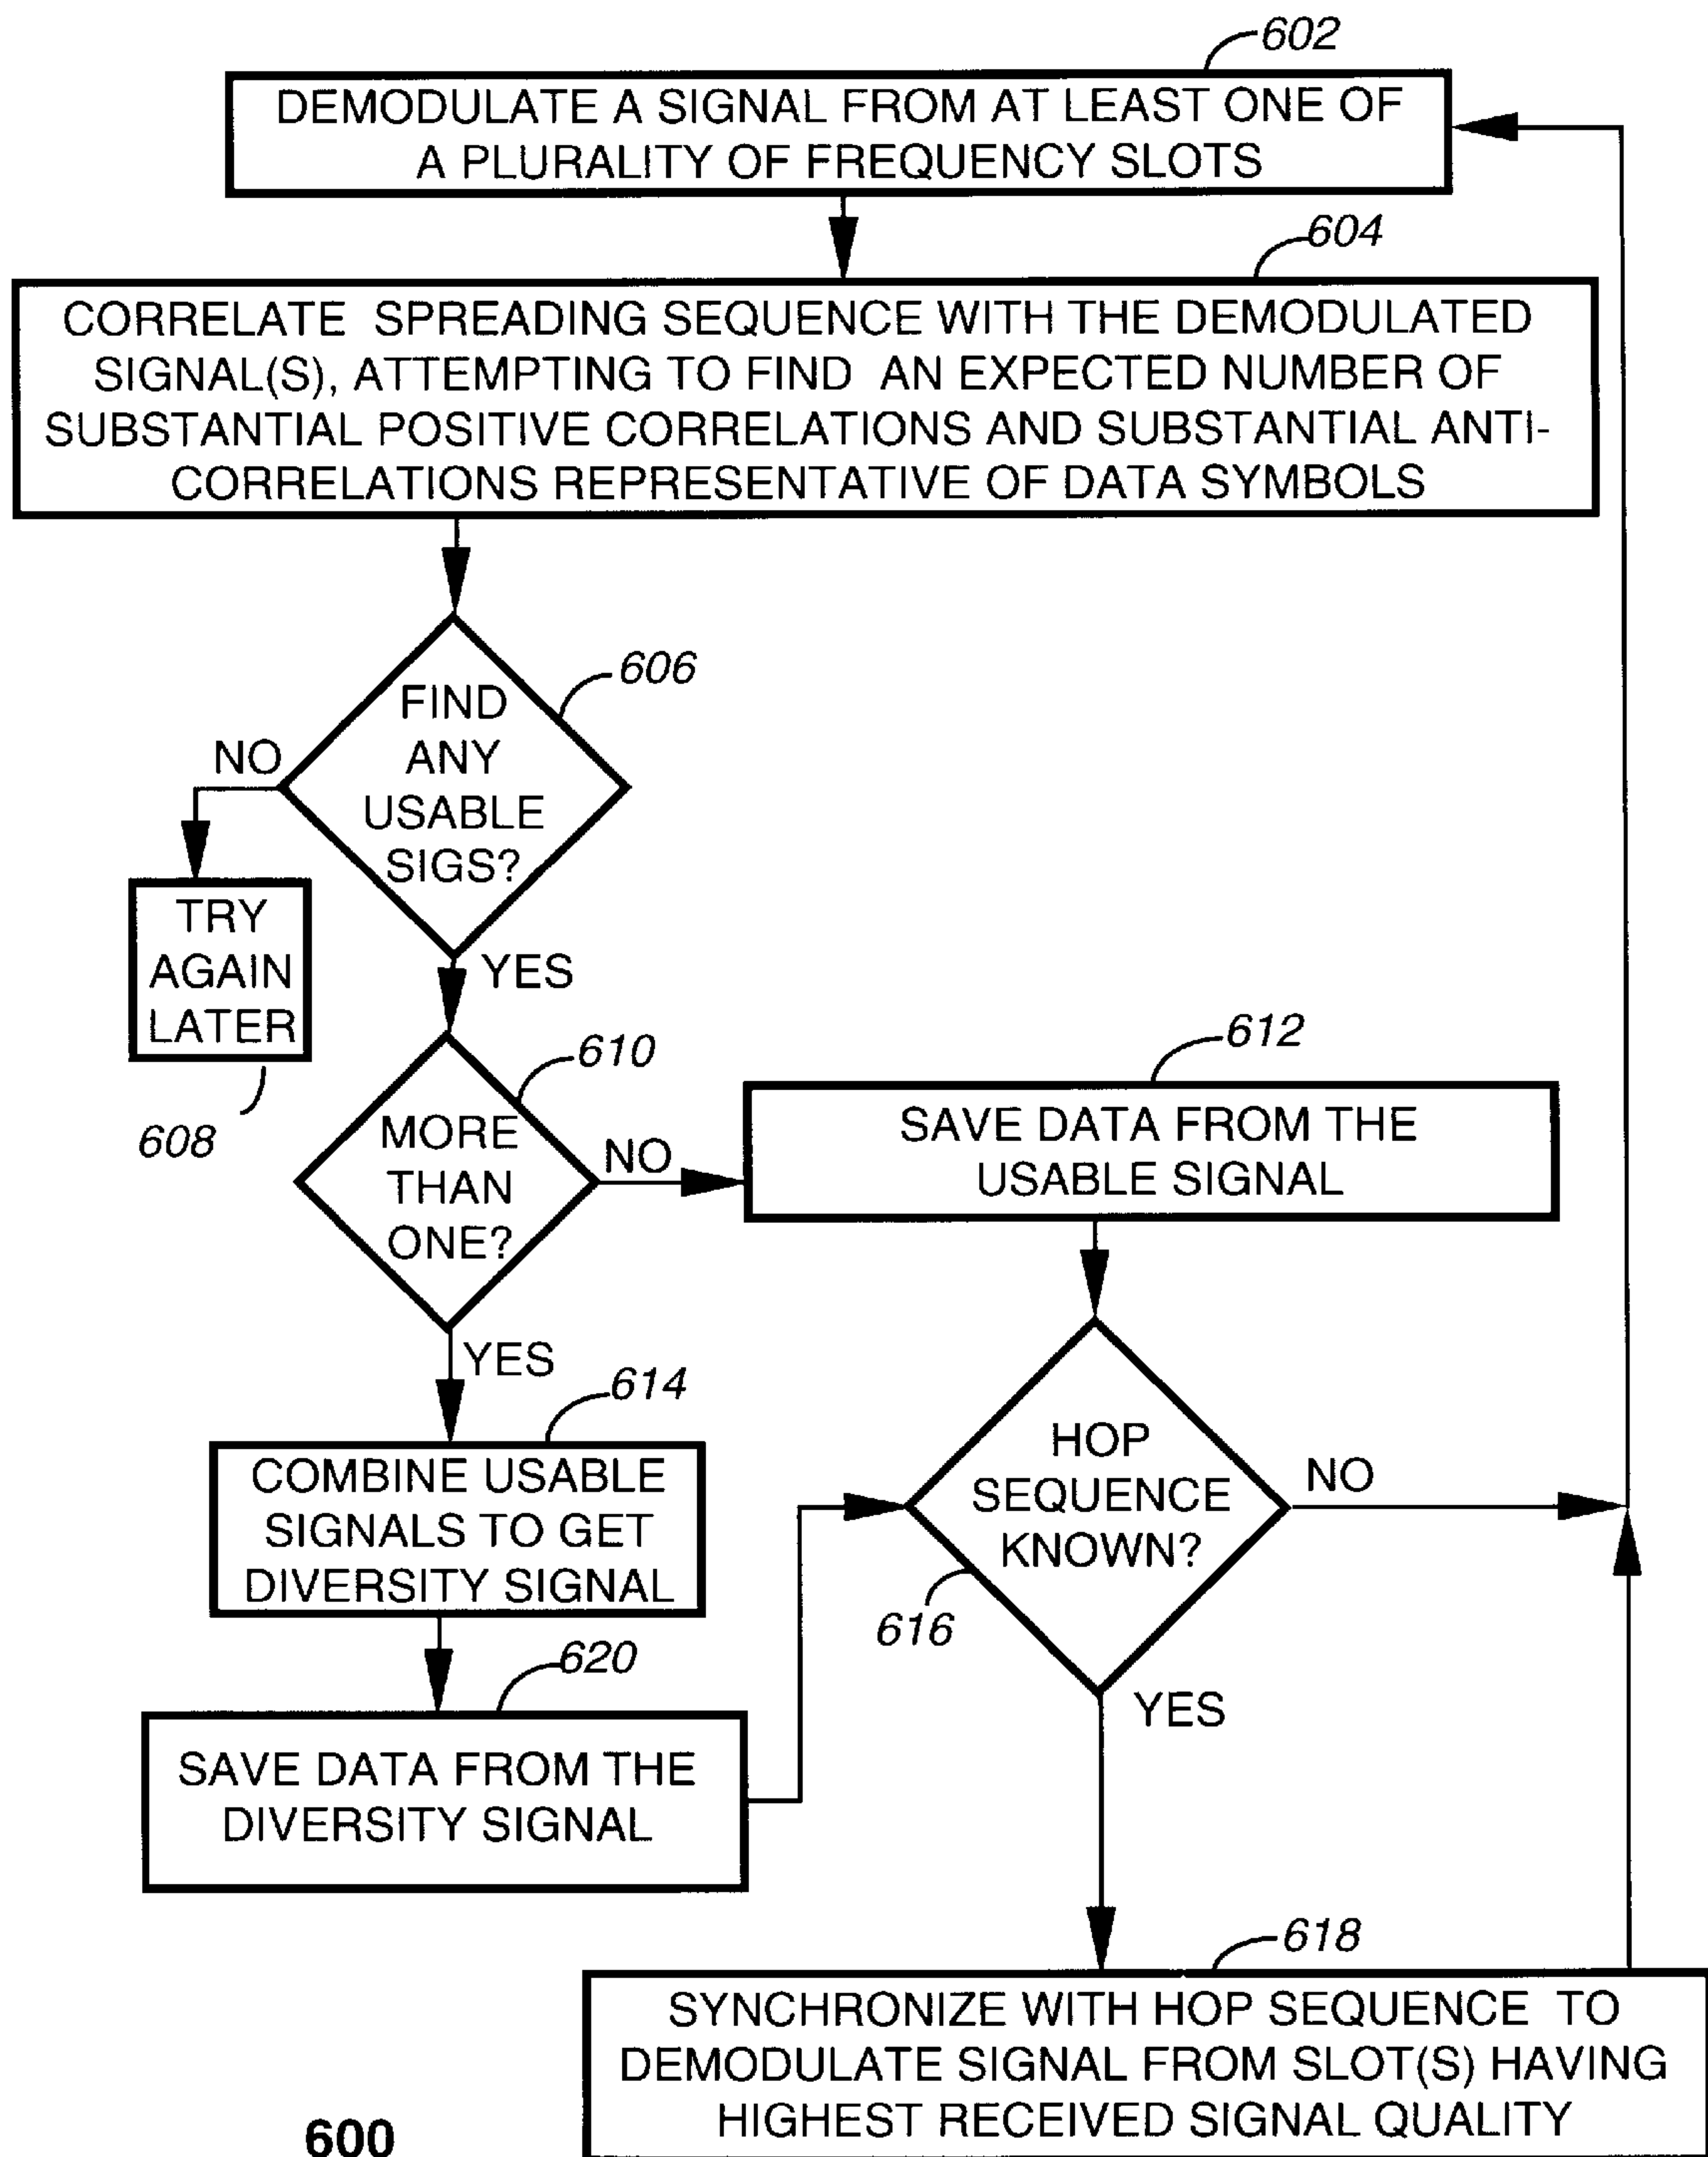 602
DEMODULATE A SIGNAL FROM AT LEAST ONE OF
A PLURALITY OF FREQUENCY SLOTS
604
CORRELATE SPREADING SEQUENCE WITH THE DEMODULATED
SIGNAL(S), ATTEMPTING TO FIND AN EXPECTED NUMBER OF
SUBSTANTIAL POSITIVE CORRELATIONS AND SUBSTANTIAL ANTI-
CORRELATIONS REPRESENTATIVE OF DATA SYMBOLS
606
FIND
ANY
USABLE
SIGS?
NO
TRY
AGAIN
LATER
608
YES
610
MORE
THAN
ONE?
NO
612
SAVE DATA FROM THE
USABLE SIGNAL
YES
614
COMBINE USABLE
SIGNALS TO GET
DIVERSITY SIGNAL
HOP
SEQUENCE
KNOWN?
NO
616
620
SAVE DATA FROM THE
DIVERSITY SIGNAL
YES
618
SYNCHRONIZE WITH HOP SEQUENCE TO
DEMODULATE SIGNAL FROM SLOT(S) HAVING
HIGHEST RECEIVED SIGNAL QUALITY
600